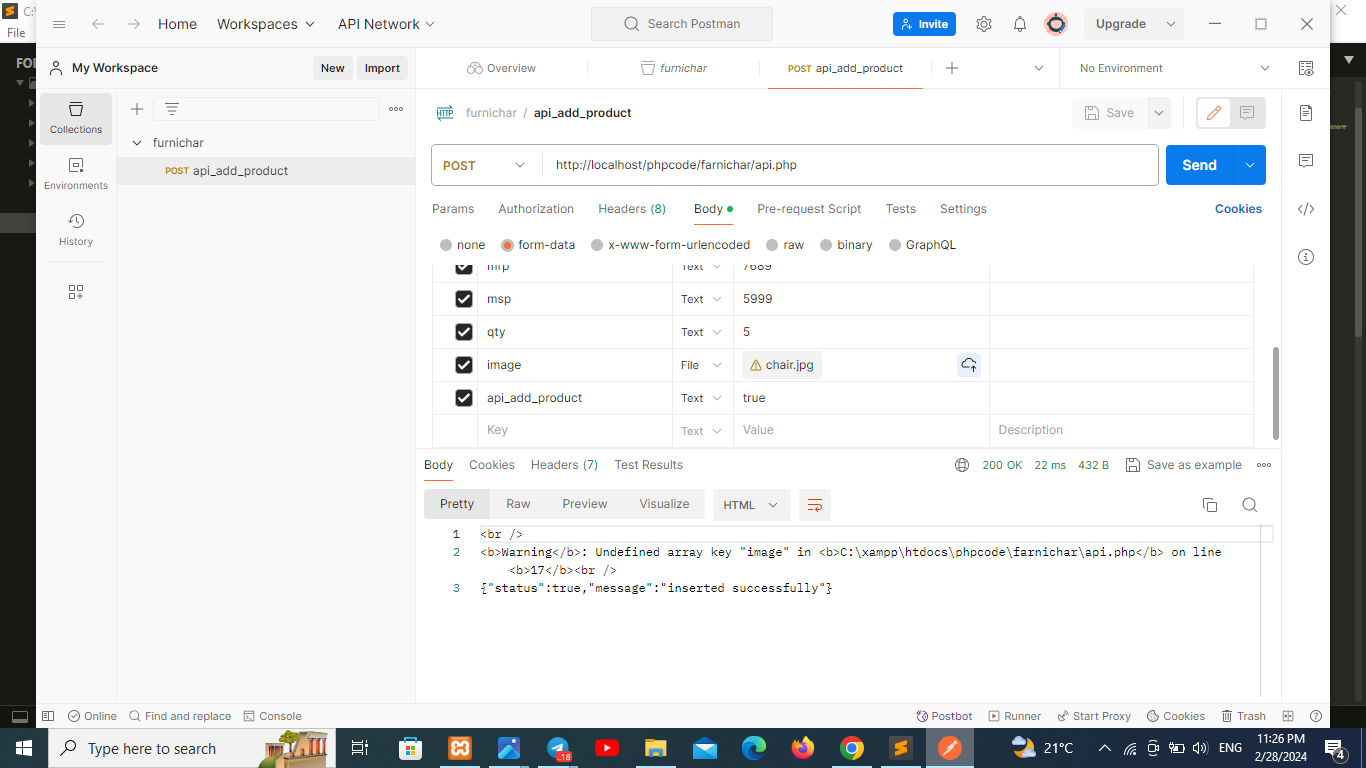 File
FOL
Home
Workspaces
API Network
Search Postman
Invite
Upgrade
My Workspace
New
Import
Overview
furnichar
POST api_add_product
No Environment
Collections
Environments
History
furnichar
POST api_add_product
HTTP furnichar / api_add_product
Save
POST
http://localhost/phpcode/farnichar/api.php
Send
Params
Authorization
Headers (8)
Body
Pre-request Script
Tests
Settings
Cookies
none
form-data
x-www-form-urlencoded
raw
binary
GraphQL
mrp Text 7689
msp Text 5999
qty Text 5
image File chair.jpg
api_add_product Text true
Key Text Value Description
Body
Cookies
Headers (7)
Test Results
200 OK
22 ms
432 B
Save as example
Pretty
Raw
Preview
Visualize
HTML
1 <br />
2 <b>Warning</b>: Undefined array key "image" in <b>C:\xampp\htdocs\phpcode\farnichar\api.php</b> on line
<b>17</b><br />
3 {"status":true,"message":"inserted successfully"}
Online
Find and replace
Console
Postbot
Runner
Start Proxy
Cookies
Trash
Type here to search
.18
21°C
ENG
11:26 PM
2/28/2024
4